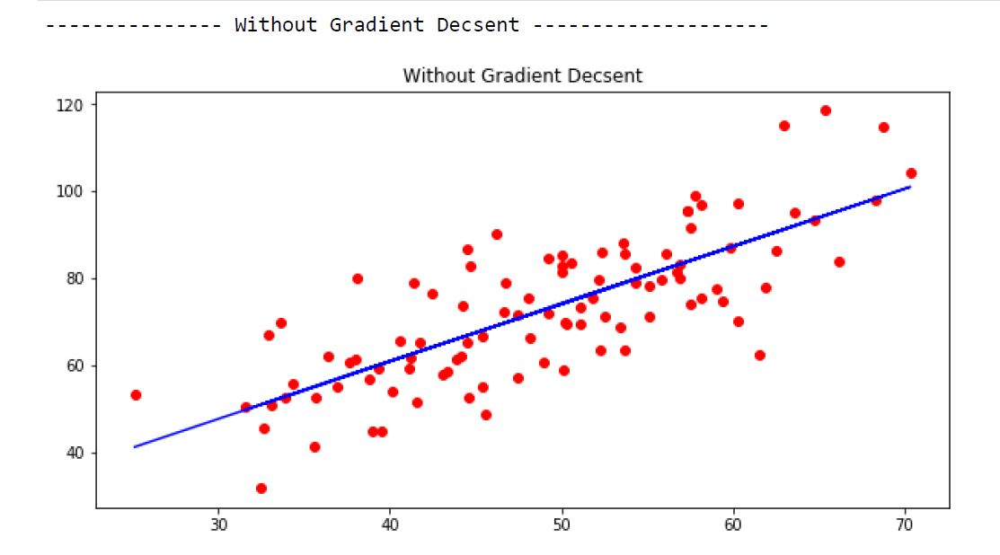 --------------- Without Gradient Decsent --------------------
Without Gradient Decsent
120
100
80
60
40
30 40 50 60 70